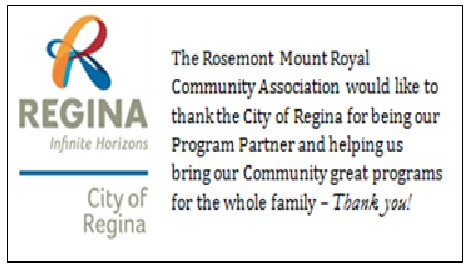 REGINA
Infinite Horizons
City of
Regina
The Rosemont Mount Royal
Community Association would like to
thank the City of Regina for being our
Program Partner and helping us
bring our Community great programs
for the whole family – Thank you!